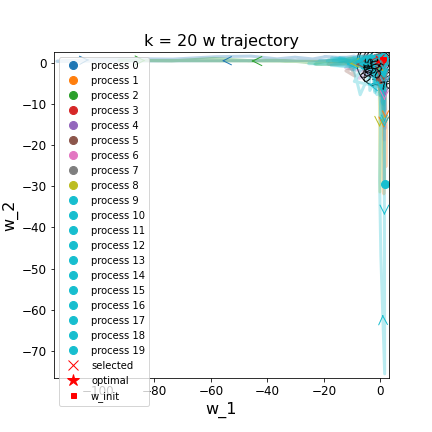 k = 20 w trajectory
w_2
0
−10
−20
−30
−40
−50
−60
−70
process 0
process 1
process 2
process 3
process 4
process 5
process 6
process 7
process 8
process 9
process 10
process 11
process 12
process 13
process 14
process 15
process 16
process 17
process 18
process 19
selected
optimal
w_init
−100
−80
−60
−40
−20
0
w_1